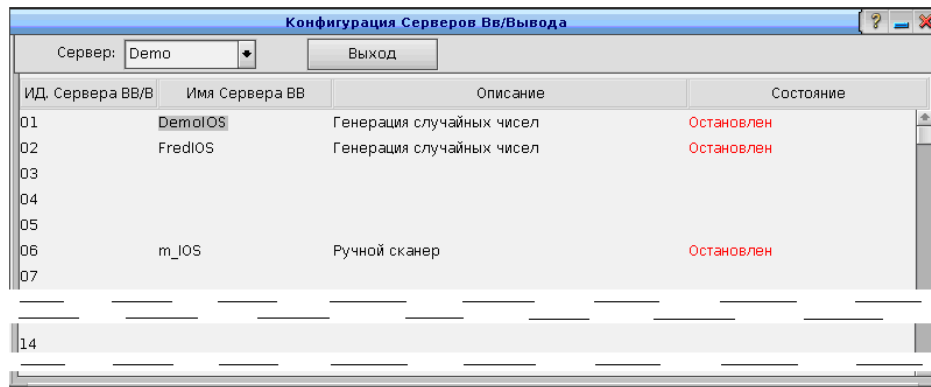 Конфигурация Серверов Вв/Вывода
Сервер: Demo Выход
ИД. Сервера ВВ/В Имя Сервера ВВ Описание Состояние
01 DemoIOS Генерация случайных чисел Остановлен
02 FredIOS Генерация случайных чисел Остановлен
03
04
05
06 m_IOS Ручной сканер Остановлен
07
14